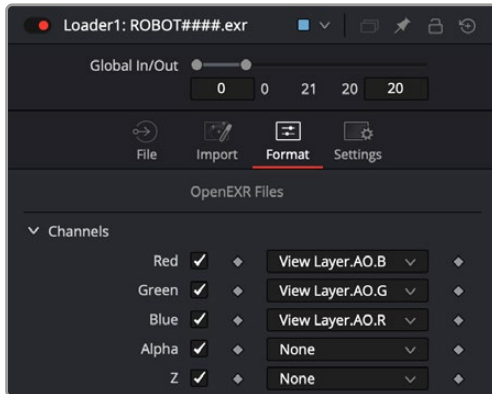 Loader1: ROBOT####.exr
Global In/Out
0 0 21 20 20
File Import Format Settings
OpenEXR Files
Channels
Red View Layer.AO.B
Green View Layer.AO.G
Blue View Layer.AO.R
Alpha None
Z None